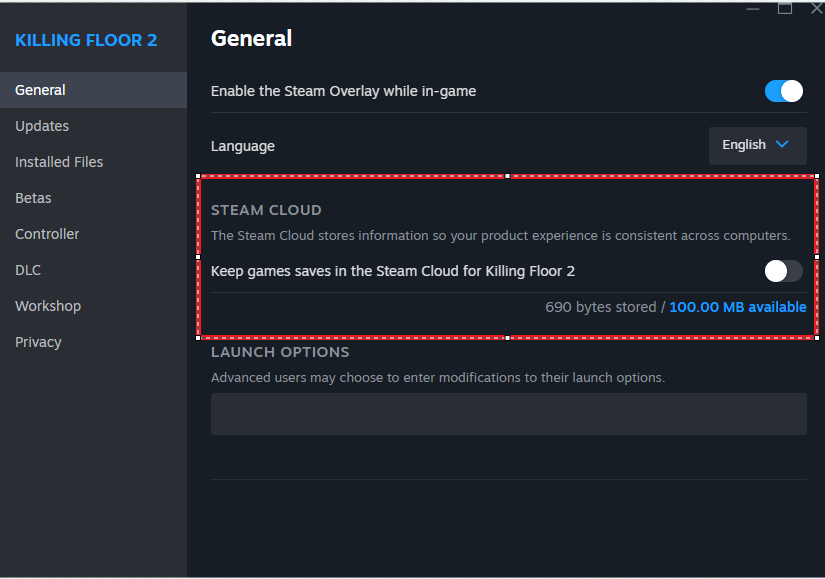 KILLING FLOOR 2
General
Updates
Installed Files
Betas
Controller
DLC
Workshop
Privacy
General
Enable the Steam Overlay while in-game
Language
English
STEAM CLOUD
The Steam Cloud stores information so your product experience is consistent across computers.
Keep games saves in the Steam Cloud for Killing Floor 2
690 bytes stored / 100.00 MB available
LAUNCH OPTIONS
Advanced users may choose to enter modifications to their launch options.